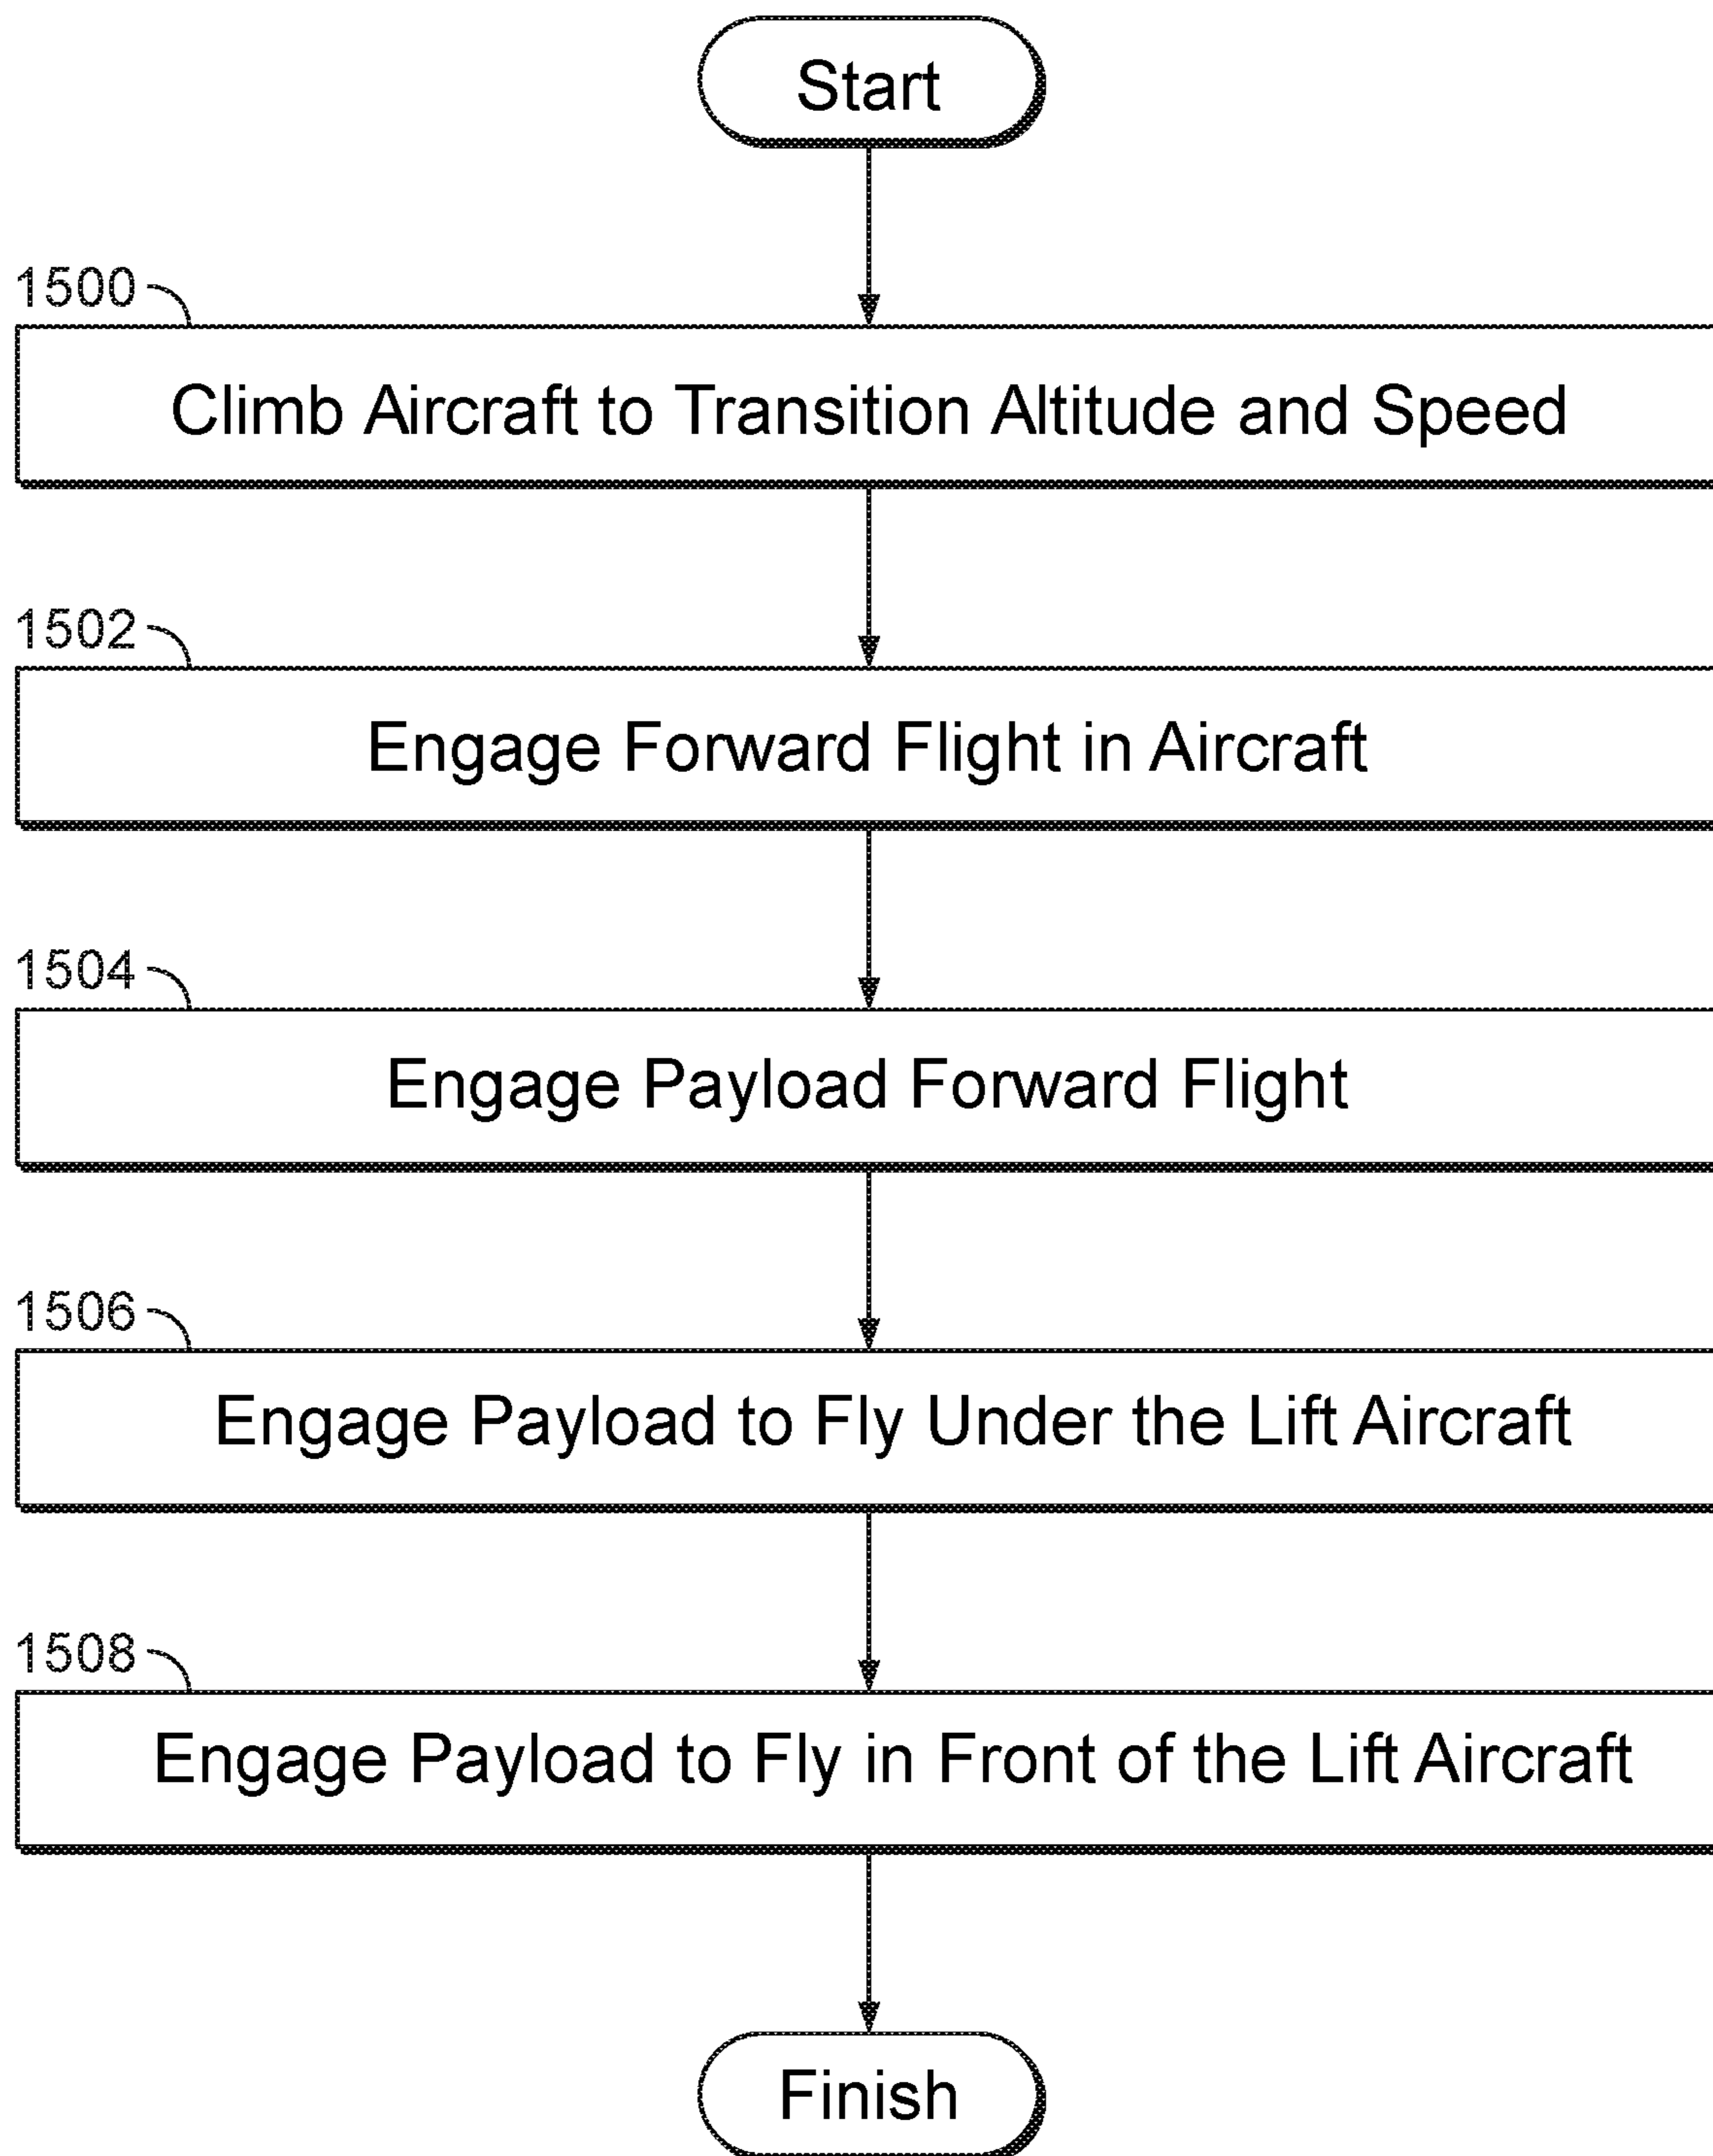 Start
1500
Climb Aircraft to Transition Altitude and Speed
1502
Engage Forward Flight in Aircraft
1504
Engage Payload Forward Flight
1506
Engage Payload to Fly Under the Lift Aircraft
1508
Engage Payload to Fly in Front of the Lift Aircraft
Finish